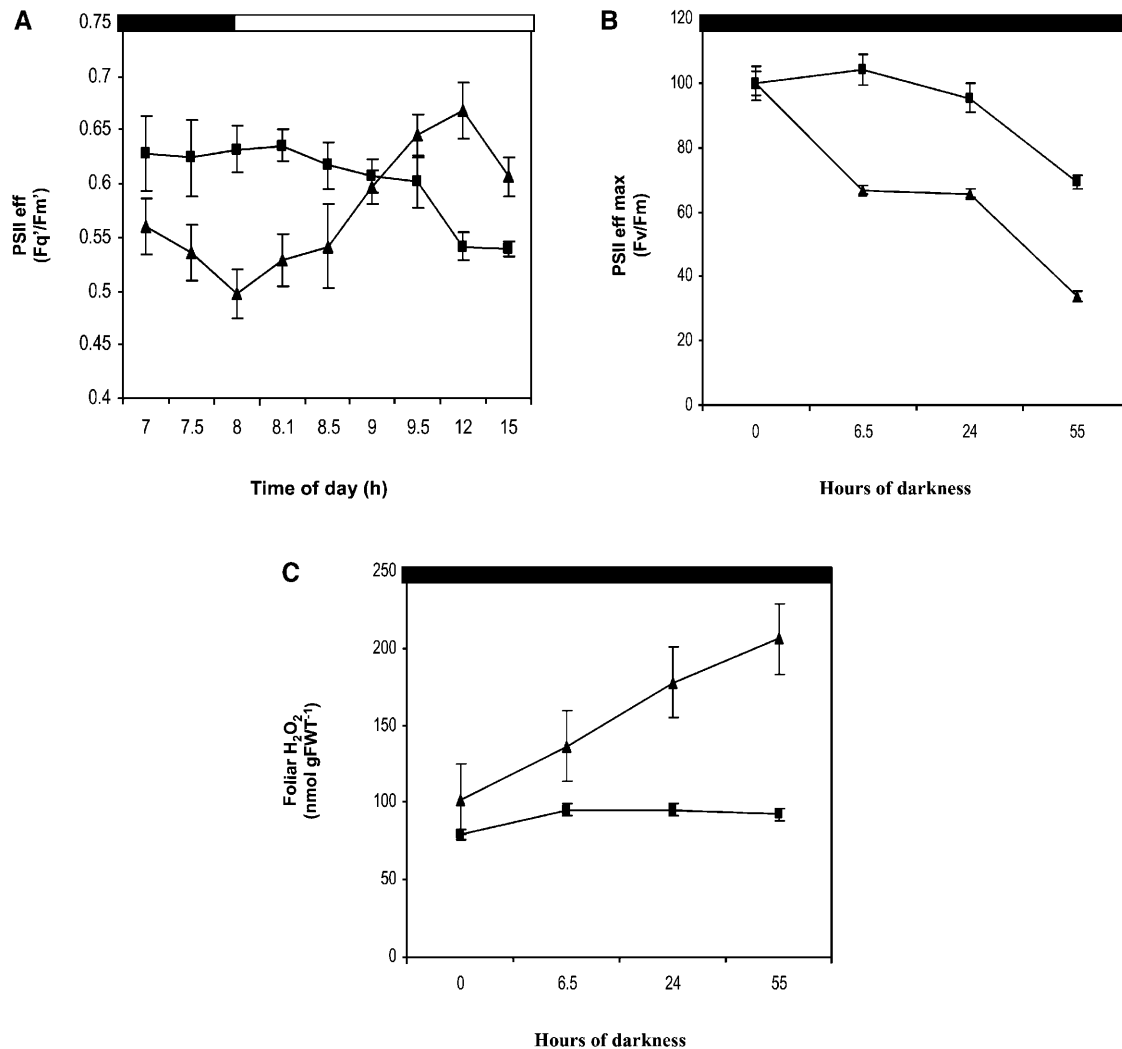 A
0.75
0.7
0.65
0.6
0.55
0.5
0.45
0.4
PSII eff
(Fq'/Fm')
7 7.5 8 8.1 8.5 9 9.5 12 15
Time of day (h)
B
120
100
80
60
40
20
0
PSII eff max
(Fv/Fm)
0 6.5 24 55
Hours of darkness
C
250
200
150
100
50
0
Foliar H2O2
(nmol gFWT-1)
0 6.5 24 55
Hours of darkness